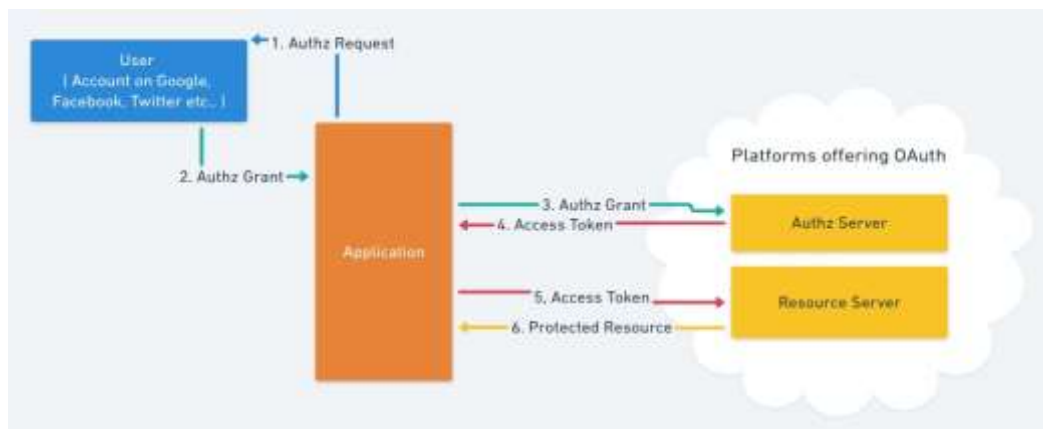 1. Authz Request
User
( Account on Google,
Facebook, Twitter etc.. )
2. Authz Grant
Platforms offering OAuth
3. Authz Grant
4. Access Token
Authz Server
Application
5. Access Token
Resource Server
6. Protected Resource